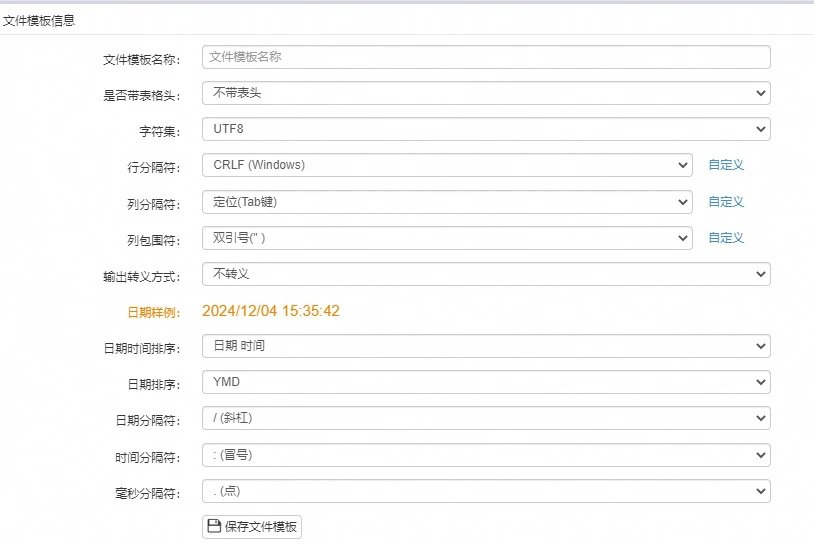 文件模板信息
文件模板名称: 文件模板名称
是否带表格头: 不带表头
字符集: UTF8
行分隔符: CRLF (Windows) 自定义
列分隔符: 定位(Tab键) 自定义
列包围符: 双引号(" ) 自定义
输出转义方式: 不转义
日期样例: 2024/12/04 15:35:42
日期时间排序: 日期 时间
日期排序: YMD
日期分隔符: / (斜杠)
时间分隔符: : (冒号)
毫秒分隔符: . (点)
保存文件模板